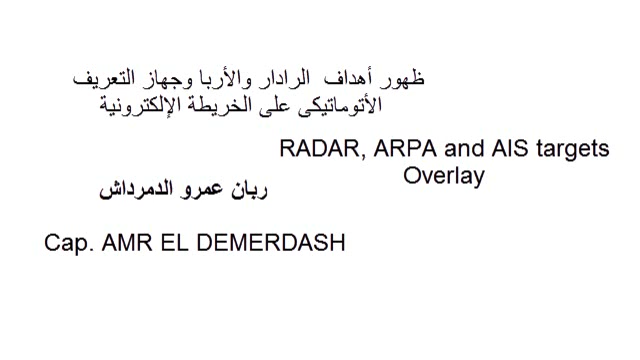 ظهور أهداف الرادار والأربا وجهاز التعريف
الأتوماتيكى على الخريطة الإلكترونية
RADAR, ARPA and AIS targets
Overlay
ربان عمرو الدمرداش
Cap. AMR EL DEMERDASH